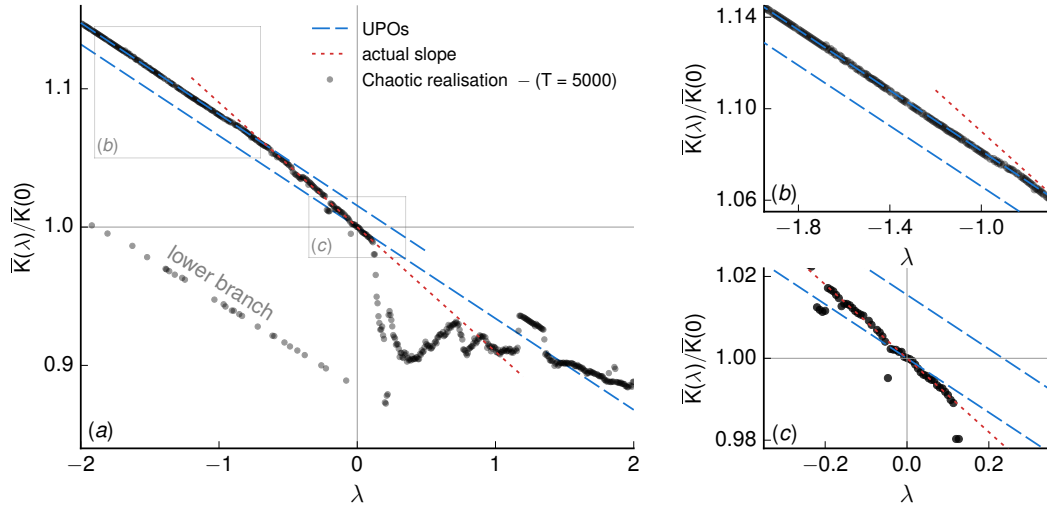 UPOs
actual slope
Chaotic realisation − (T = 5000)
1.1
1.0
0.9
K̅(λ)/K̅(0)
(b)
(c)
lower branch
(a)
−2
−1
0
1
2
λ
1.14
1.10
1.06
K̅(λ)/K̅(0)
(b)
−1.8
−1.4
−1.0
λ
1.02
1.00
0.98
K̅(λ)/K̅(0)
(c)
−0.2
0.0
0.2
λ